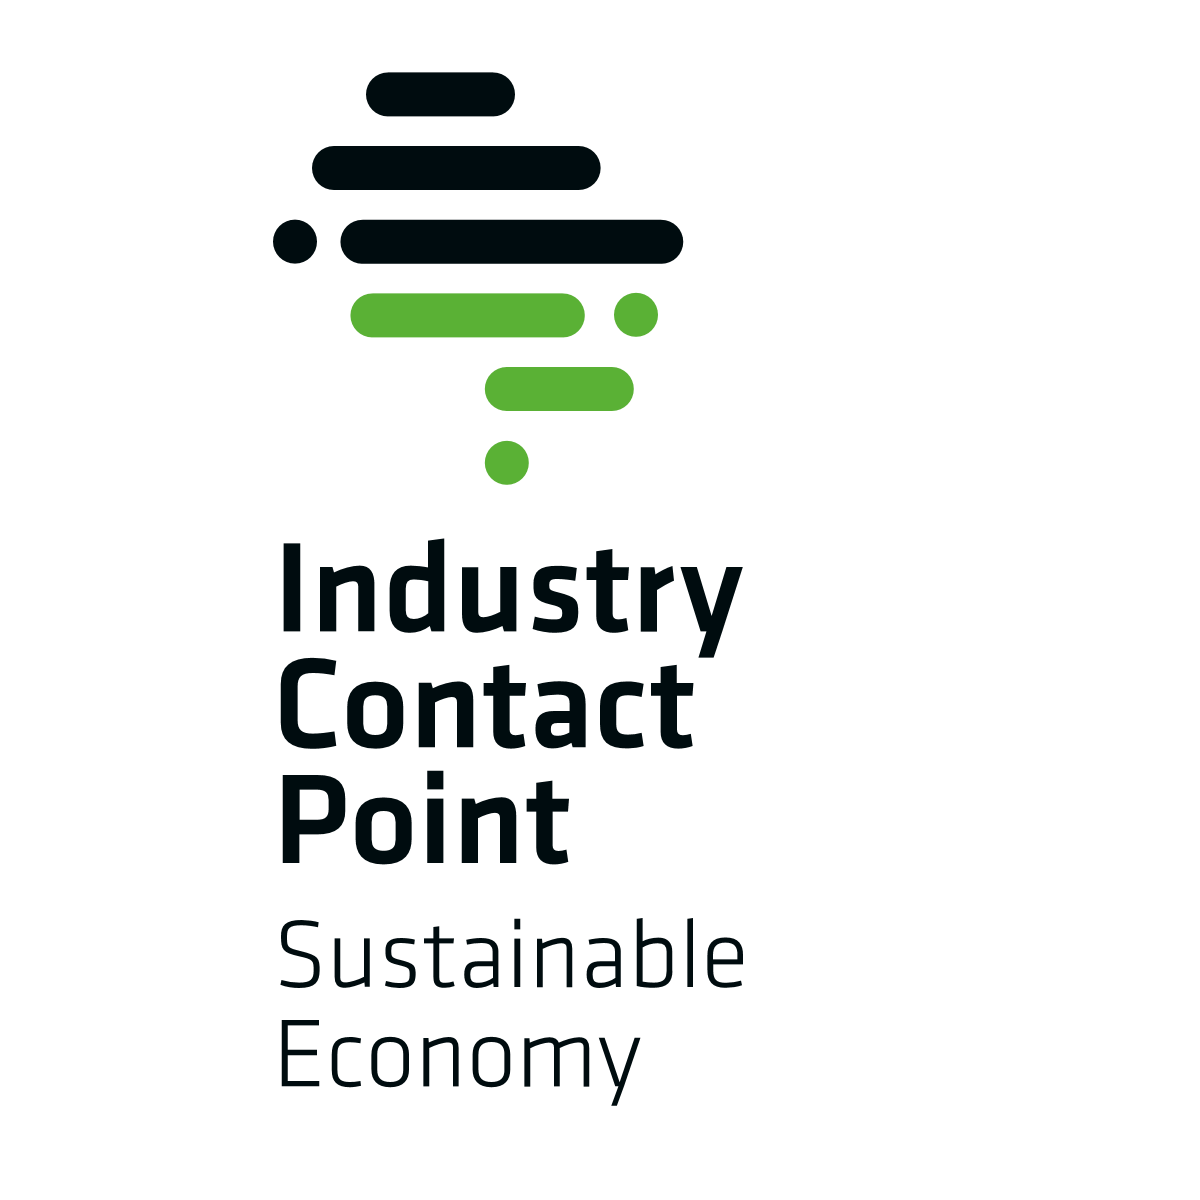 Industry
Contact
Point
Sustainable
Economy